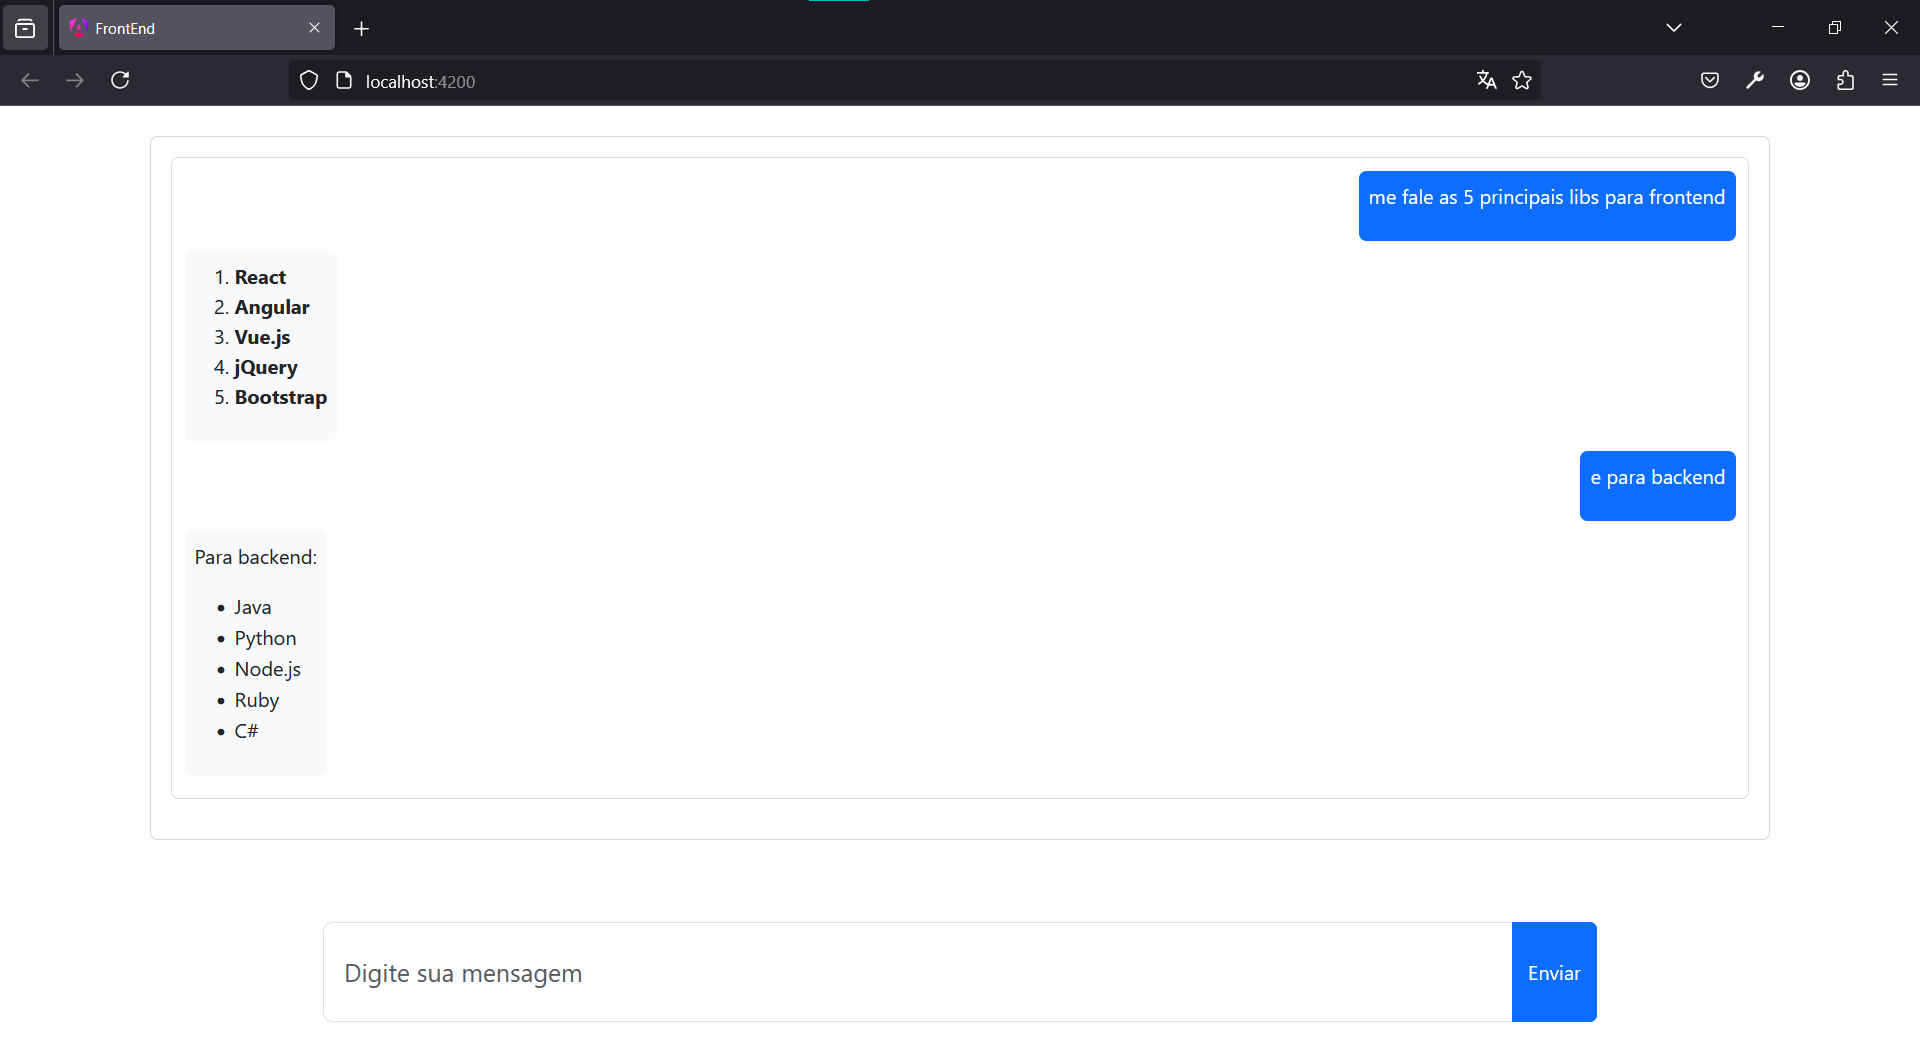 FrontEnd
localhost:4200
me fale as 5 principais libs para frontend
1. React
2. Angular
3. Vue.js
4. jQuery
5. Bootstrap
e para backend
Para backend:
• Java
• Python
• Node.js
• Ruby
• C#
Digite sua mensagem
Enviar